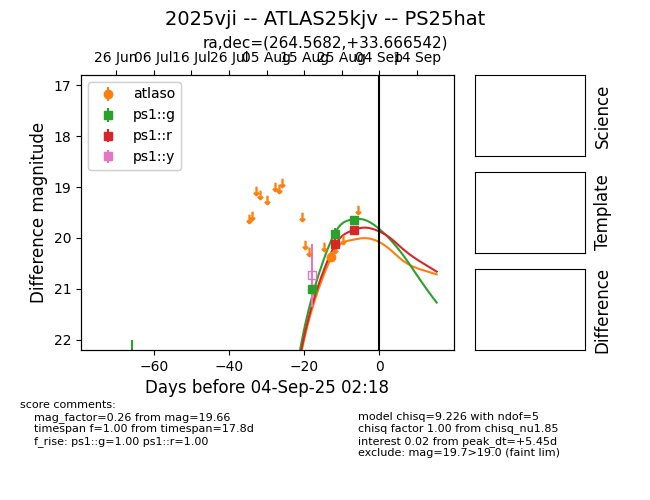 2025vji -- ATLAS25kjv -- PS25hat
ra,dec=(264.5682,+33.666542)
26 Jun 06 Jul 16 Jul 26 Jul 05 Aug 15 Aug 25 Aug 04 Sep 14 Sep
17
18
19
20
21
22
Difference magnitude
atlaso
ps1::g
ps1::r
ps1::y
−60 −40 −20 0
Days before 04-Sep-25 02:18
Science
Template
Difference
score comments:
mag_factor=0.26 from mag=19.66
timespan f=1.00 from timespan=17.8d
f_rise: ps1::g=1.00 ps1::r=1.00
model chisq=9.226 with ndof=5
chisq factor 1.00 from chisq_nu1.85
interest 0.02 from peak_dt=+5.45d
exclude: mag=19.7>19.0 (faint lim)